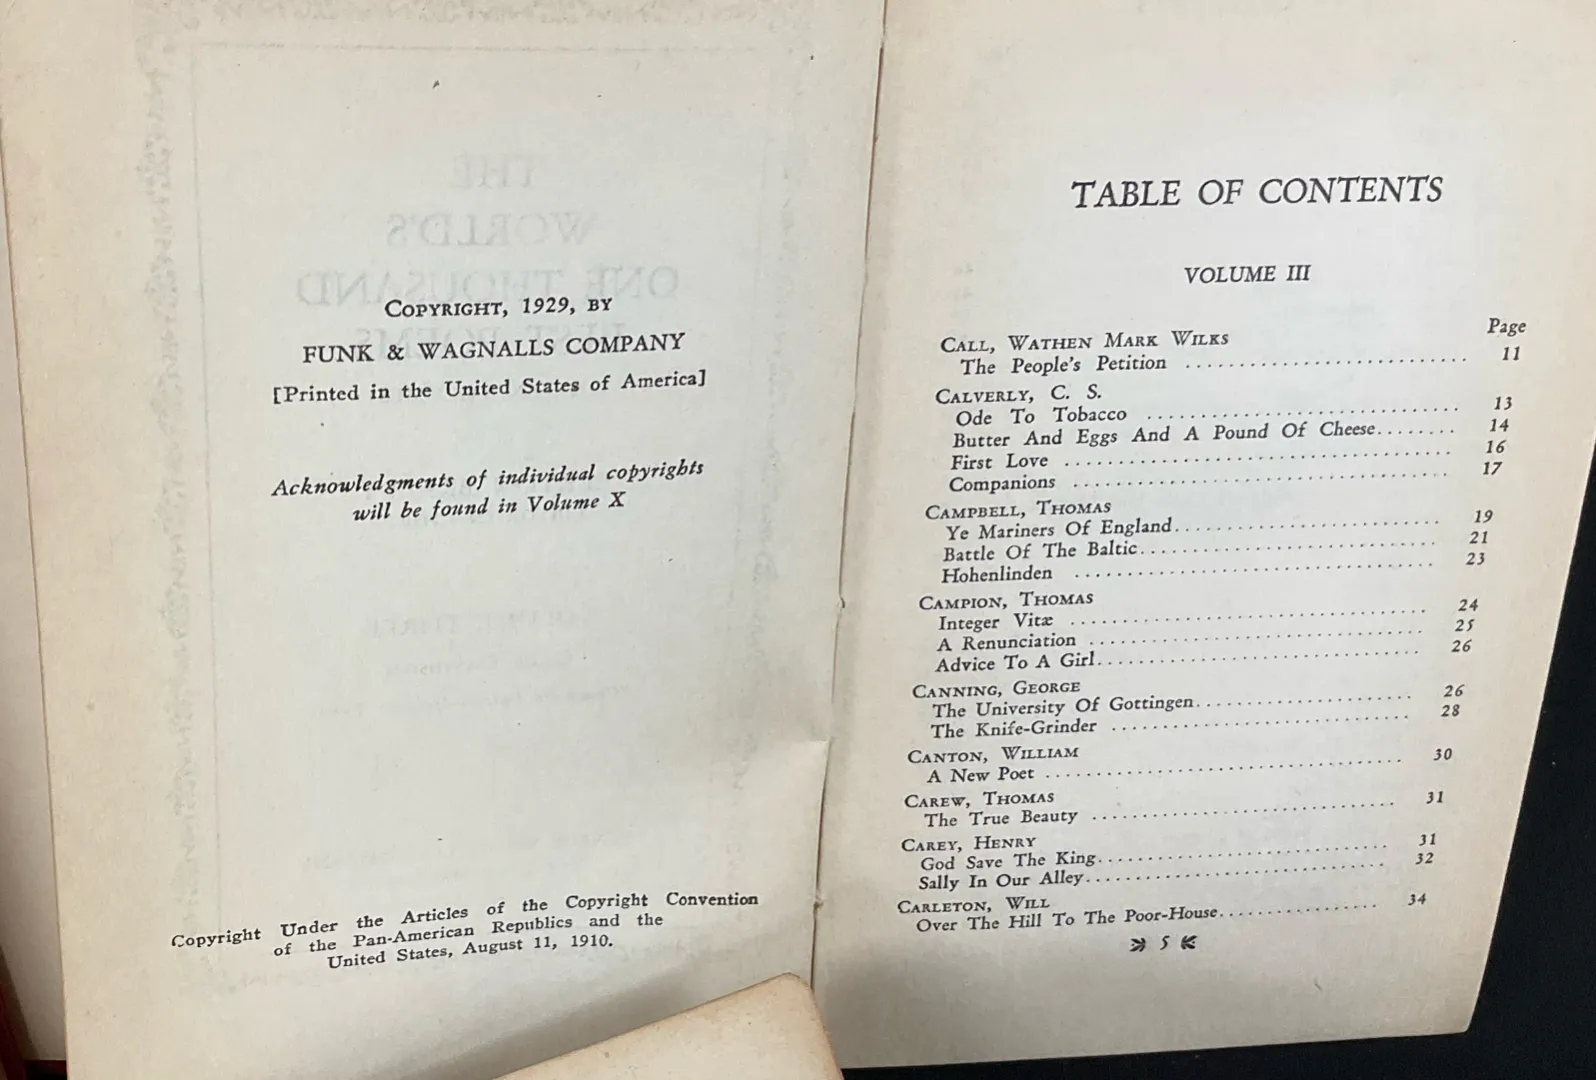 COPYRIGHT, 1929, BY
FUNK & WAGNALLS COMPANY
[Printed in the United States of America]
Acknowledgments of individual copyrights
will be found in Volume X
Copyright Under the Articles of the Copyright Convention
of the Pan-American Republics and the
United States, August 11, 1910.
TABLE OF CONTENTS
VOLUME III
Page
CALL, WATHEN MARK WILKS
The People's Petition ........................... 11
CALVERLY, C. S.
Ode To Tobacco .............................. 13
Butter And Eggs And A Pound Of Cheese........ 14
First Love ..................................... 16
Companions .................................... 17
CAMPBELL, THOMAS
Ye Mariners Of England.......................... 19
Battle Of The Baltic............................. 21
Hohenlinden .................................. 23
CAMPION, THOMAS
Integer Vitæ .................................. 24
A Renunciation ................................ 25
Advice To A Girl................................ 26
CANNING, GEORGE
The University Of Gottingen...................... 26
The Knife-Grinder ............................. 28
CANTON, WILLIAM
A New Poet ................................... 30
CAREW, THOMAS
The True Beauty .............................. 31
CAREY, HENRY
God Save The King............................. 31
Sally In Our Alley.............................. 32
CARLETON, WILL
Over The Hill To The Poor-House................ 34
5